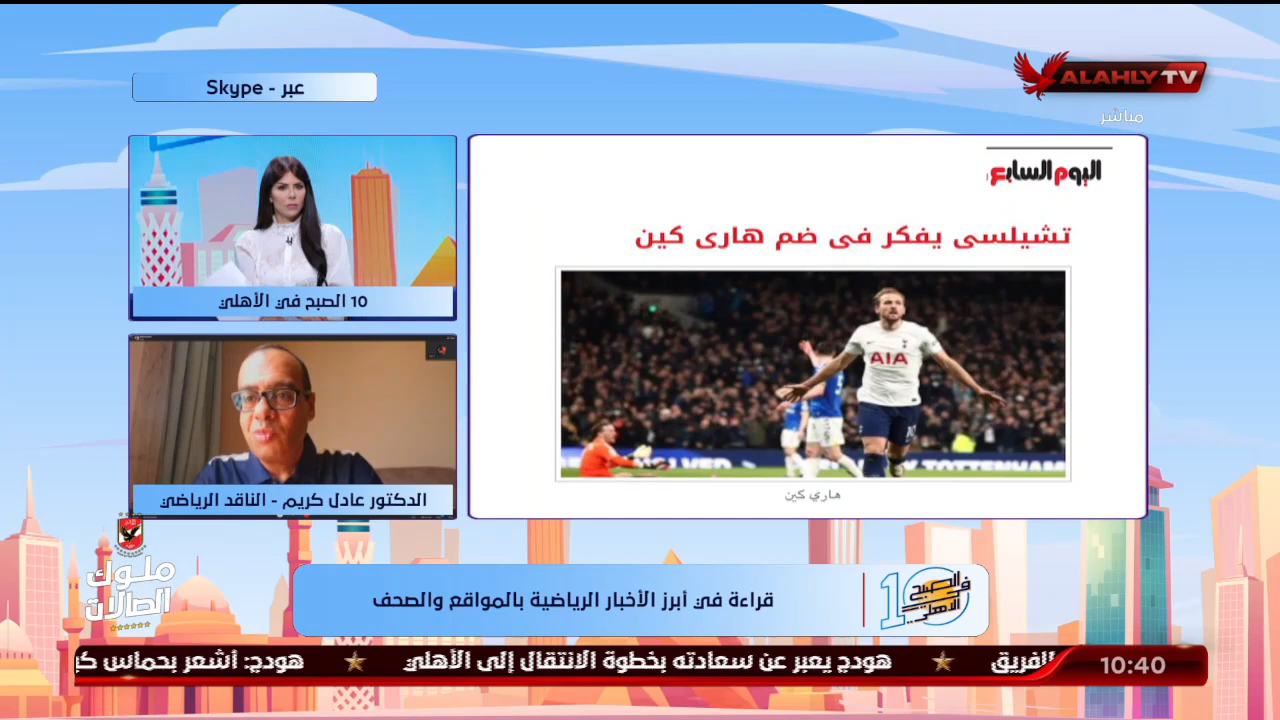 ALAHLY TV
مباشر
عبر - Skype
اليوم السابع
تشيلسى يفكر فى ضم هارى كين
AIA
TOTTENHAM
هاري كين
10 الصبح في الأهلي
الدكتور عادل كريم - الناقد الرياضي
ملوك
الصالات
10 الصبح في الأهلي
قراءة في أبرز الأخبار الرياضية بالمواقع والصحف
10:40
الفريق ★ هودج يعبر عن سعادته بخطوة الانتقال إلى الأهلي ★ هودج: أشعر بحماس